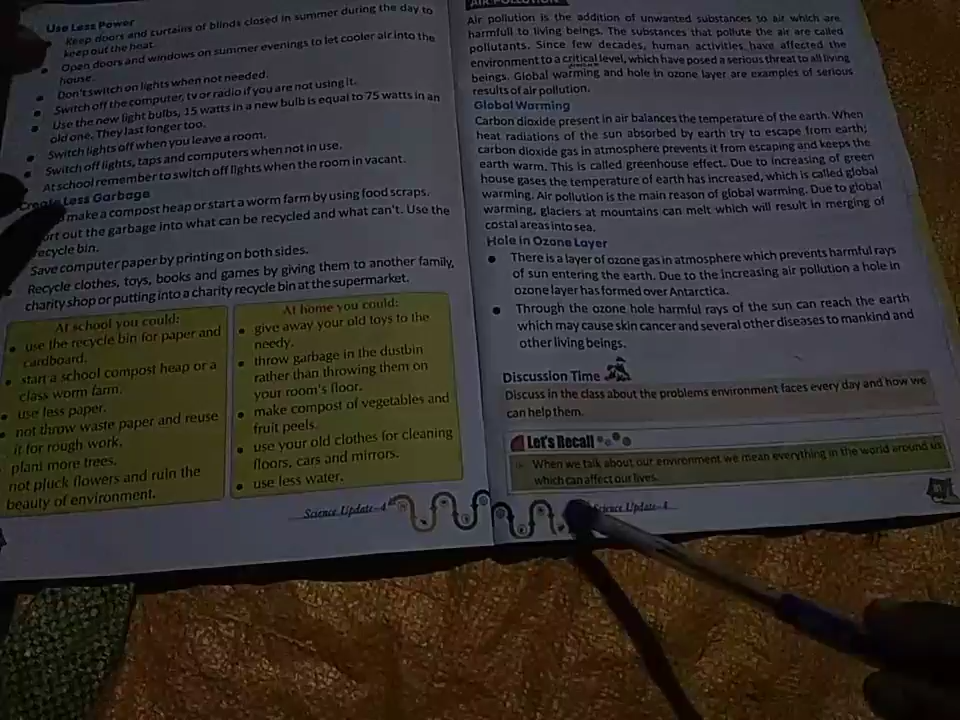 Use Less Power
Keep doors and curtains of blinds closed in summer during the day to
keep out the heat.
Open doors and windows on summer evenings to let cooler air into the
house.
Don't switch on lights when not needed.
Switch off the computer, tv or radio if you are not using it.
Use the new light bulbs, 15 watts in a new bulb is equal to 75 watts in an
old one. They last longer too.
Switch lights off when you leave a room.
Switch off lights, taps and computers when not in use.
At school remember to switch off lights when the room in vacant.
Create Less Garbage
make a compost heap or start a worm farm by using food scraps.
ort out the garbage into what can be recycled and what can't. Use the
recycle bin.
Save computer paper by printing on both sides.
Recycle clothes, toys, books and games by giving them to another family,
charity shop or putting into a charity recycle bin at the supermarket.
At school you could:
use the recycle bin for paper and
cardboard.
start a school compost heap or a
class worm farm.
use less paper.
not throw waste paper and reuse
it for rough work.
plant more trees.
not pluck flowers and ruin the
beauty of environment.
At home you could:
give away your old toys to the
needy.
throw garbage in the dustbin
rather than throwing them on
your room's floor.
make compost of vegetables and
fruit peels.
use your old clothes for cleaning
floors, cars and mirrors.
use less water.
Science Update-4
AIR POLLUTION
Air pollution is the addition of unwanted substances to air which are
harmfull to living beings. The substances that pollute the air are called
pollutants. Since few decades, human activities have affected the
environment to a critical level, which have posed a serious threat to all living
beings. Global warming and hole in ozone layer are examples of serious
results of air pollution.
Global Warming
Carbon dioxide present in air balances the temperature of the earth. When
heat radiations of the sun absorbed by earth try to escape from earth;
carbon dioxide gas in atmosphere prevents it from escaping and keeps the
earth warm. This is called greenhouse effect. Due to increasing of green
house gases the temperature of earth has increased, which is called global
warming. Air pollution is the main reason of global warming. Due to global
warming, glaciers at mountains can melt which will result in merging of
costal areas into sea.
Hole in Ozone Layer
There is a layer of ozone gas in atmosphere which prevents harmful rays
of sun entering the earth. Due to the increasing air pollution a hole in
ozone layer has formed over Antarctica.
Through the ozone hole harmful rays of the sun can reach the earth
which may cause skin cancer and several other diseases to mankind and
other living beings.
Discussion Time
Discuss in the class about the problems environment faces every day and how we
can help them.
Let's Recall
When we talk about our environment we mean everything in the world around us
which can affect our lives.
Science Update-4